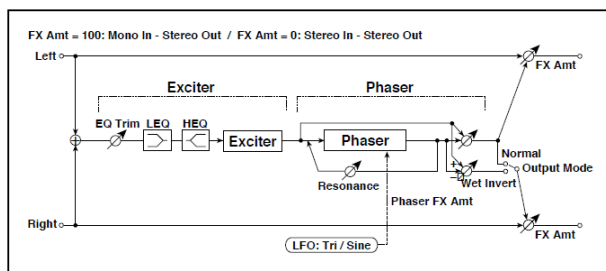 FX Amt = 100: Mono In - Stereo Out / FX Amt = 0: Stereo In - Stereo Out
Left
FX Amt
Exciter
Phaser
EQ Trim
LEQ
HEQ
Exciter
Phaser
Normal
Output Mode
+
−
Wet Invert
Resonance
Phaser FX Amt
Right
LFO: Tri / Sine
FX Amt